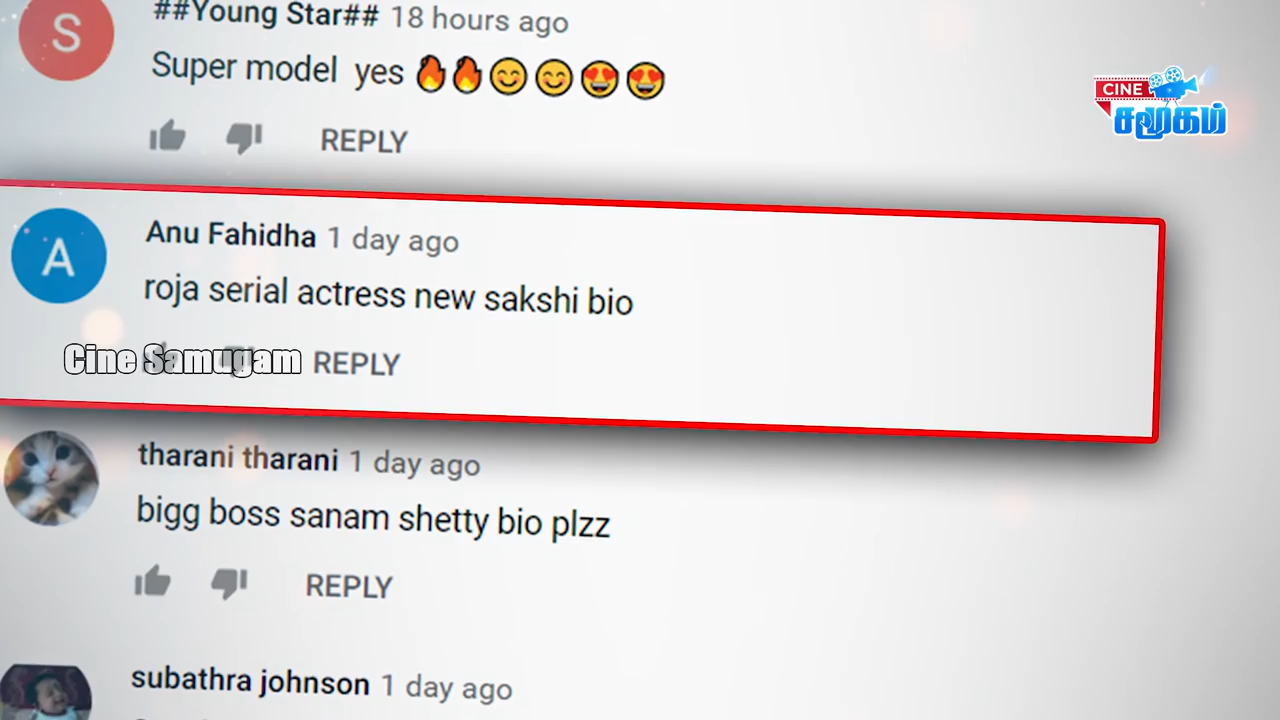 S
##Young Star## 18 hours ago
Super model yes 🔥🔥😊😊😍😍
REPLY
CINE
சமூகம்
A
Anu Fahidha 1 day ago
roja serial actress new sakshi bio
Cine Samugam
REPLY
tharani tharani 1 day ago
bigg boss sanam shetty bio plzz
REPLY
subathra johnson 1 day ago